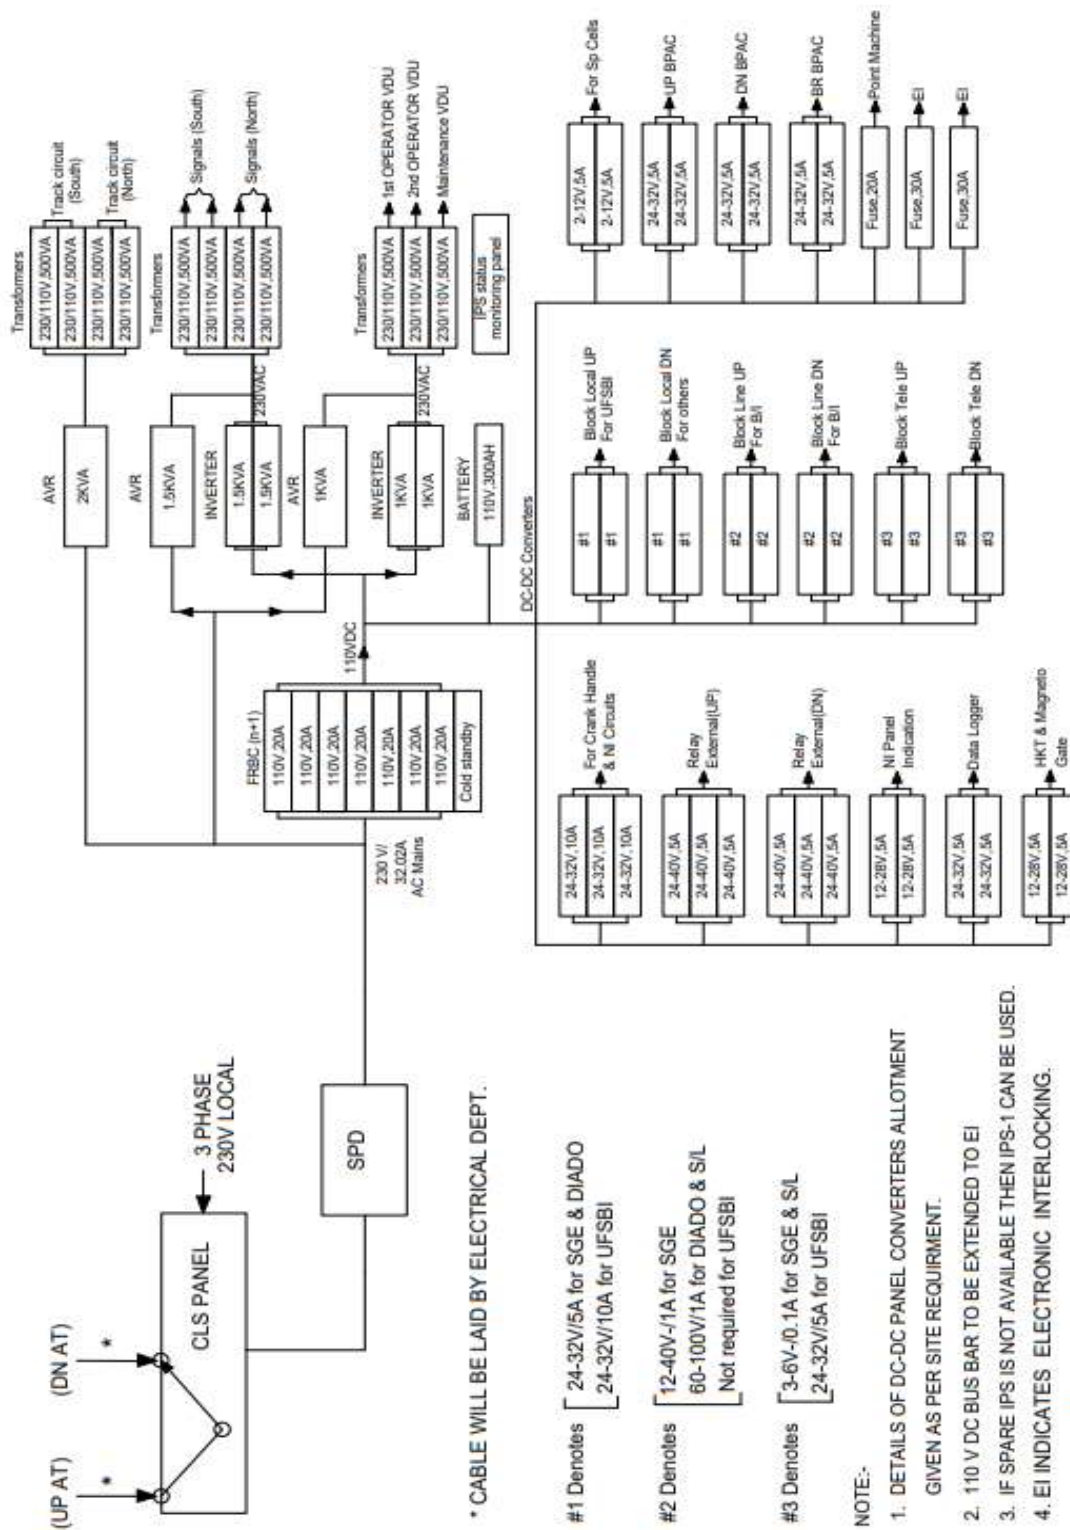 (UP AT)
(DN AT)
*
*
CLS PANEL
3 PHASE
230V LOCAL
SPD
* CABLE WILL BE LAID BY ELECTRICAL DEPT.
230 V/
32.02A
AC Mains
FRBC (n+1)
110V,20A
110V,20A
110V,20A
110V,20A
110V,20A
110V,20A
110V,20A
Cold standby
110VDC
AVR
2KVA
AVR
1.5KVA
INVERTER
1.5KVA
1.5KVA
230VAC
AVR
1KVA
INVERTER
1KVA
1KVA
230VAC
BATTERY
110V,300AH
Transformers
230/110V,500VA
230/110V,500VA
230/110V,500VA
230/110V,500VA
Track circuit
(South)
Track circuit
(North)
Transformers
230/110V,500VA
230/110V,500VA
230/110V,500VA
230/110V,500VA
Signals (South)
Signals (North)
Transformers
230/110V,500VA
230/110V,500VA
230/110V,500VA
1st OPERATOR VDU
2nd OPERATOR VDU
Maintenance VDU
IPS status
monitoring panel
DC-DC Converters
24-32V,10A
24-32V,10A
24-32V,10A
For Crank Handle
& NI Circuits
24-40V,5A
24-40V,5A
24-40V,5A
Relay
External(UP)
24-40V,5A
24-40V,5A
24-40V,5A
Relay
External(DN)
12-28V,5A
12-28V,5A
NI Panel
Indication
24-32V,5A
24-32V,5A
Data Logger
12-28V,5A
12-28V,5A
HKT & Magneto
Gate
#1
#1
Block Local UP
For UFSBI
#1
#1
Block Local DN
For others
#2
#2
Block Line UP
For B/I
#2
#2
Block Line DN
For B/I
#3
#3
Block Tele UP
#3
#3
Block Tele DN
2-12V,5A
2-12V,5A
For Sp Cells
24-32V,5A
24-32V,5A
UP BPAC
24-32V,5A
24-32V,5A
DN BPAC
24-32V,5A
24-32V,5A
BR BPAC
Fuse,20A
Point Machine
Fuse,30A
EI
Fuse,30A
EI
#1 Denotes
24-32V/5A for SGE & DIADO
24-32V/10A for UFSBI
#2 Denotes
12-40V-/1A for SGE
60-100V/1A for DIADO & S/L
Not required for UFSBI
#3 Denotes
3-6V-/0.1A for SGE & S/L
24-32V/5A for UFSBI
NOTE:-
1. DETAILS OF DC-DC PANEL CONVERTERS ALLOTMENT
GIVEN AS PER SITE REQUIRMENT.
2. 110 V DC BUS BAR TO BE EXTENDED TO EI
3. IF SPARE IPS IS NOT AVAILABLE THEN IPS-1 CAN BE USED.
4. EI INDICATES ELECTRONIC INTERLOCKING.